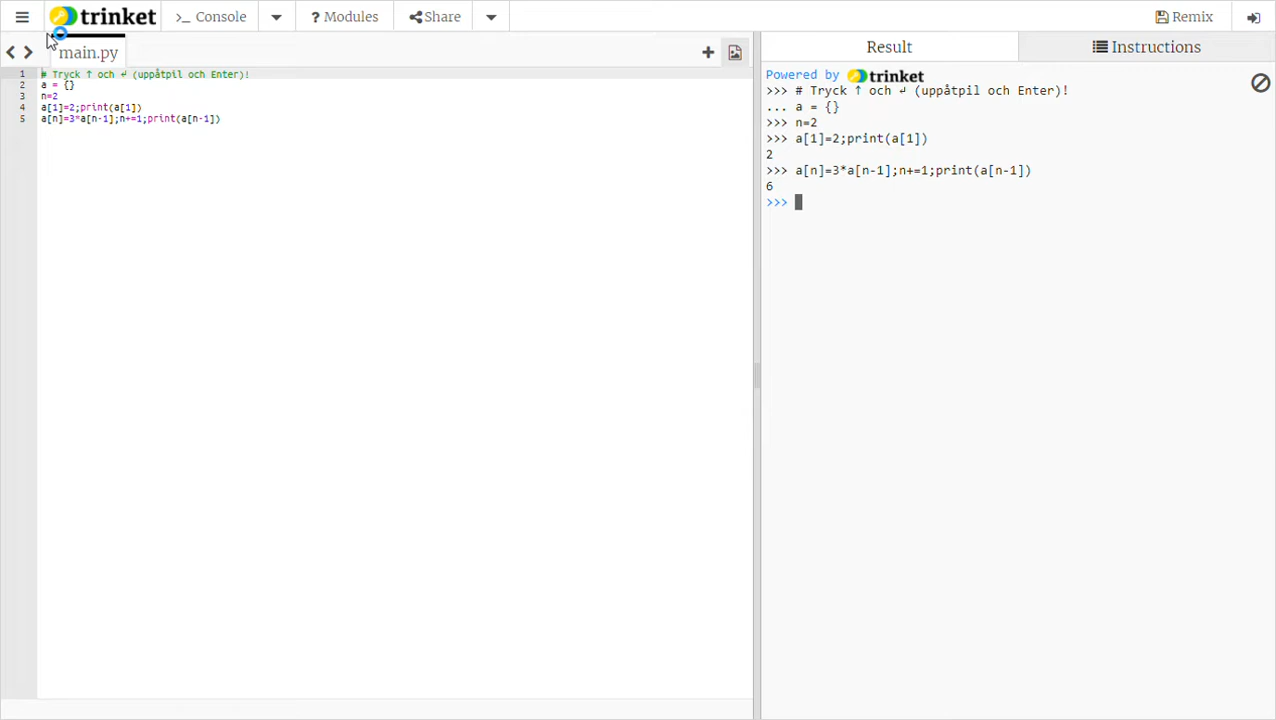 trinket
>_ Console
? Modules
Share
Remix
main.py
+
Result
Instructions
1 # Tryck ↑ och ↵ (uppåtpil och Enter)!
2 a = {}
3 n=2
4 a[1]=2;print(a[1])
5 a[n]=3*a[n-1];n+=1;print(a[n-1])
Powered by trinket
>>> # Tryck ↑ och ↵ (uppåtpil och Enter)!
... a = {}
>>> n=2
>>> a[1]=2;print(a[1])
2
>>> a[n]=3*a[n-1];n+=1;print(a[n-1])
6
>>>